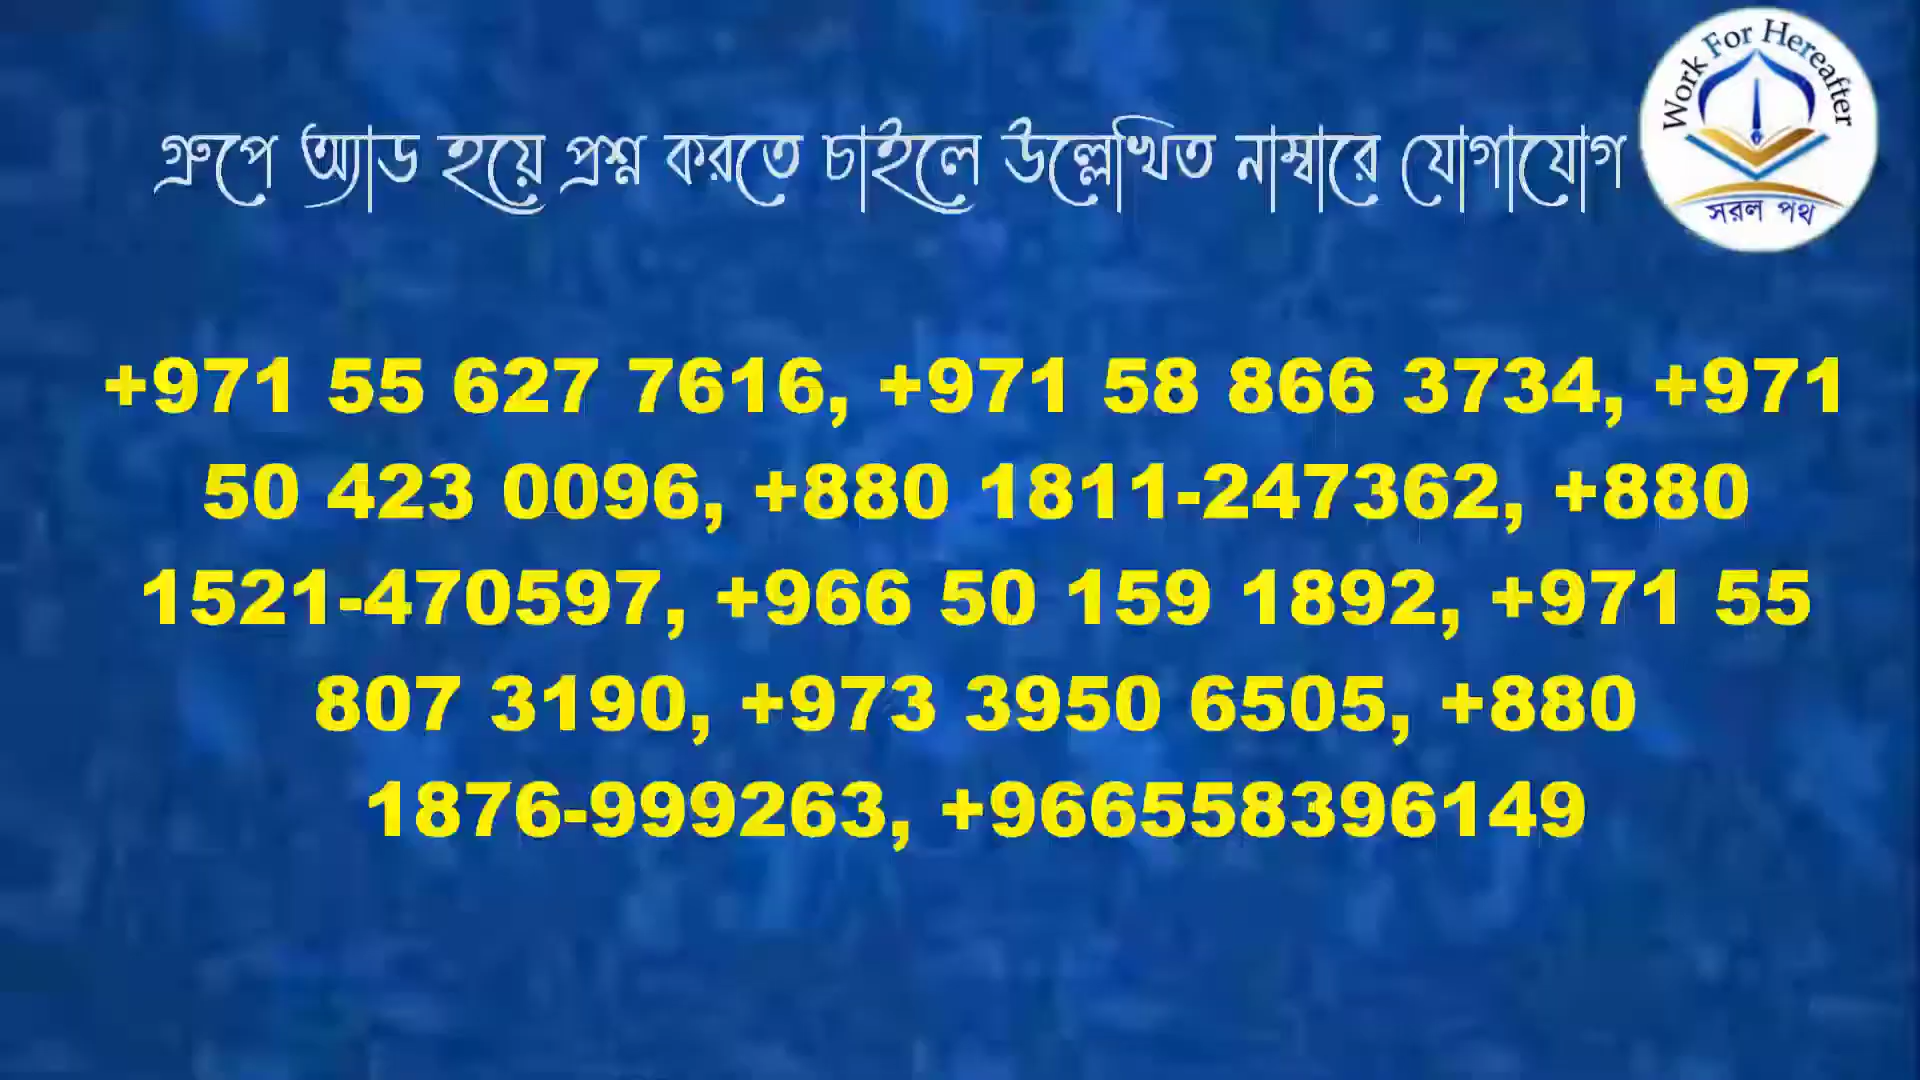 গ্রুপে অ্যাড হয়ে প্রশ্ন করতে চাইলে উল্লেখিত নাম্বারে যোগাযোগ
Work For Hereafter
সরল পথ
+971 55 627 7616, +971 58 866 3734, +971
50 423 0096, +880 1811-247362, +880
1521-470597, +966 50 159 1892, +971 55
807 3190, +973 3950 6505, +880
1876-999263, +966558396149